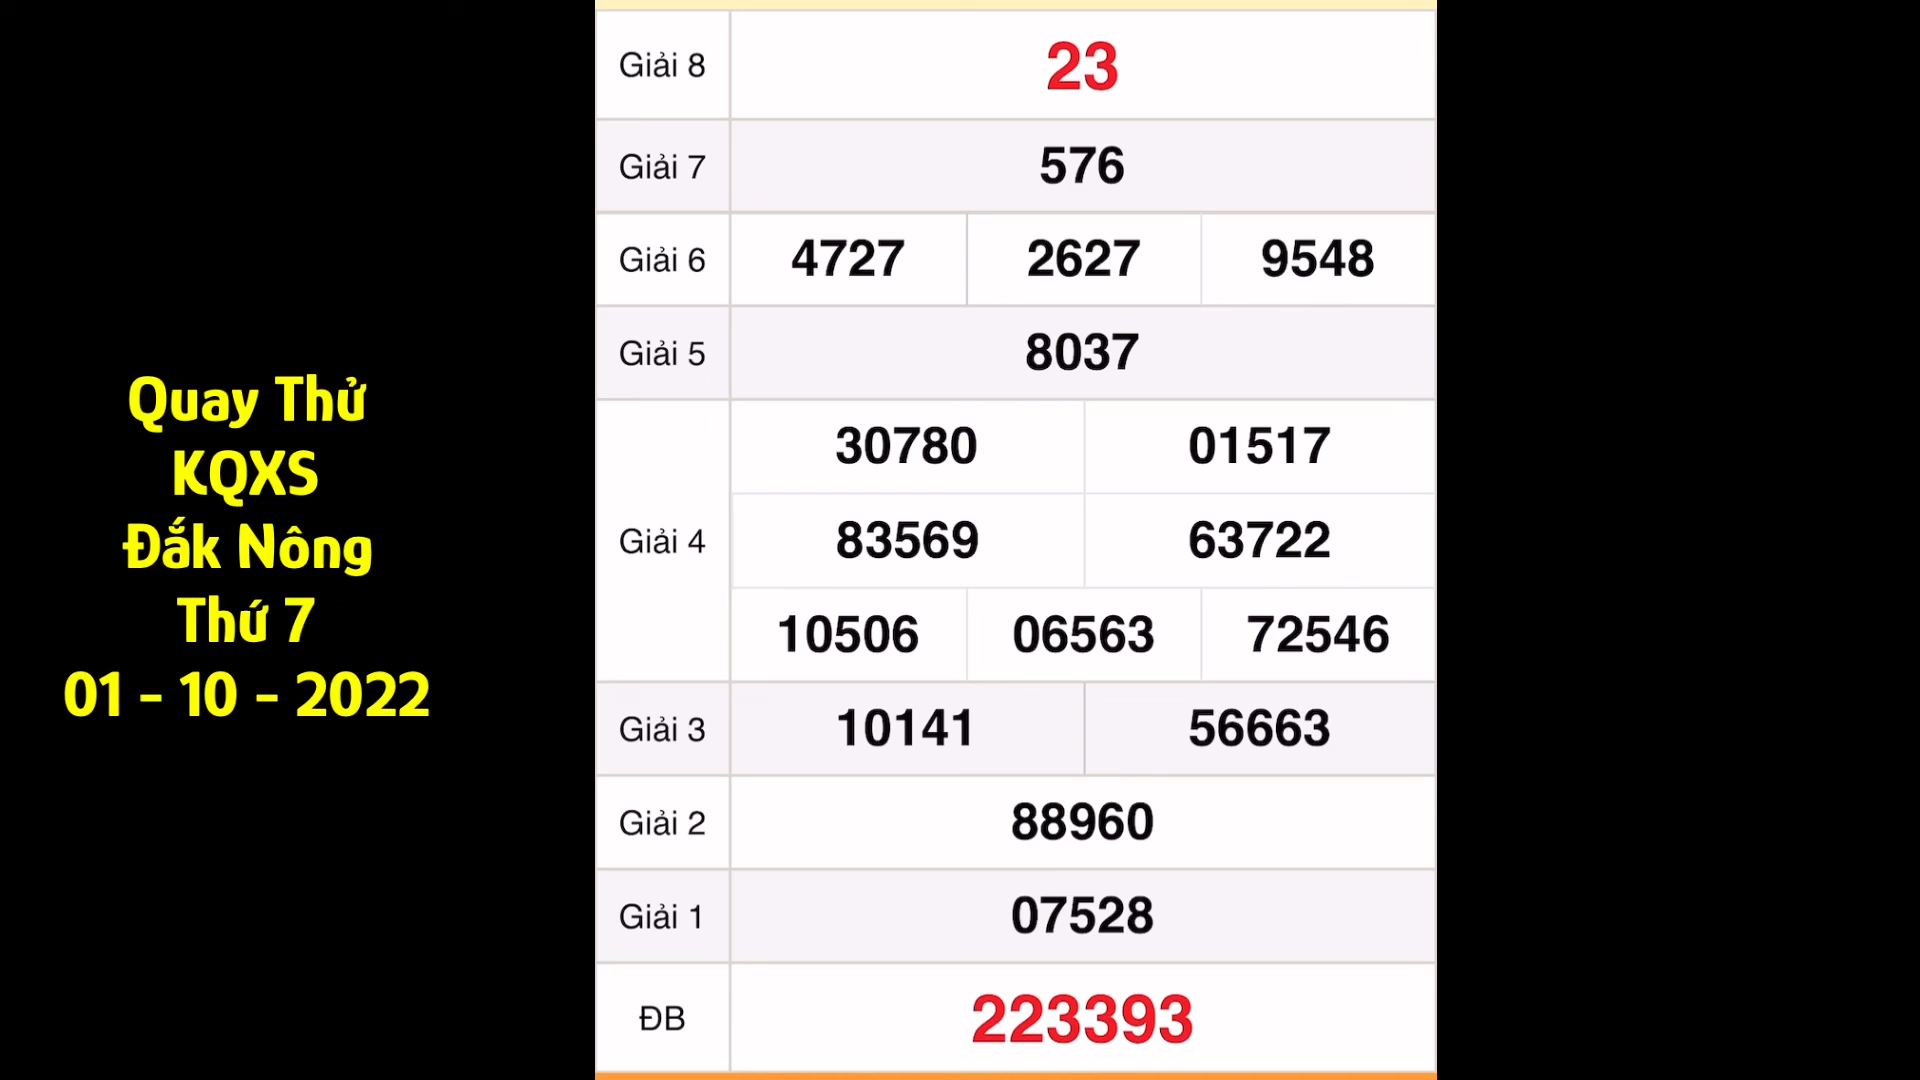 Quay Thử
KQXS
Đắk Nông
Thứ 7
01 - 10 - 2022
Giải 8 23
Giải 7 576
Giải 6 4727 2627 9548
Giải 5 8037
Giải 4 30780 01517
83569 63722
10506 06563 72546
Giải 3 10141 56663
Giải 2 88960
Giải 1 07528
ĐB 223393